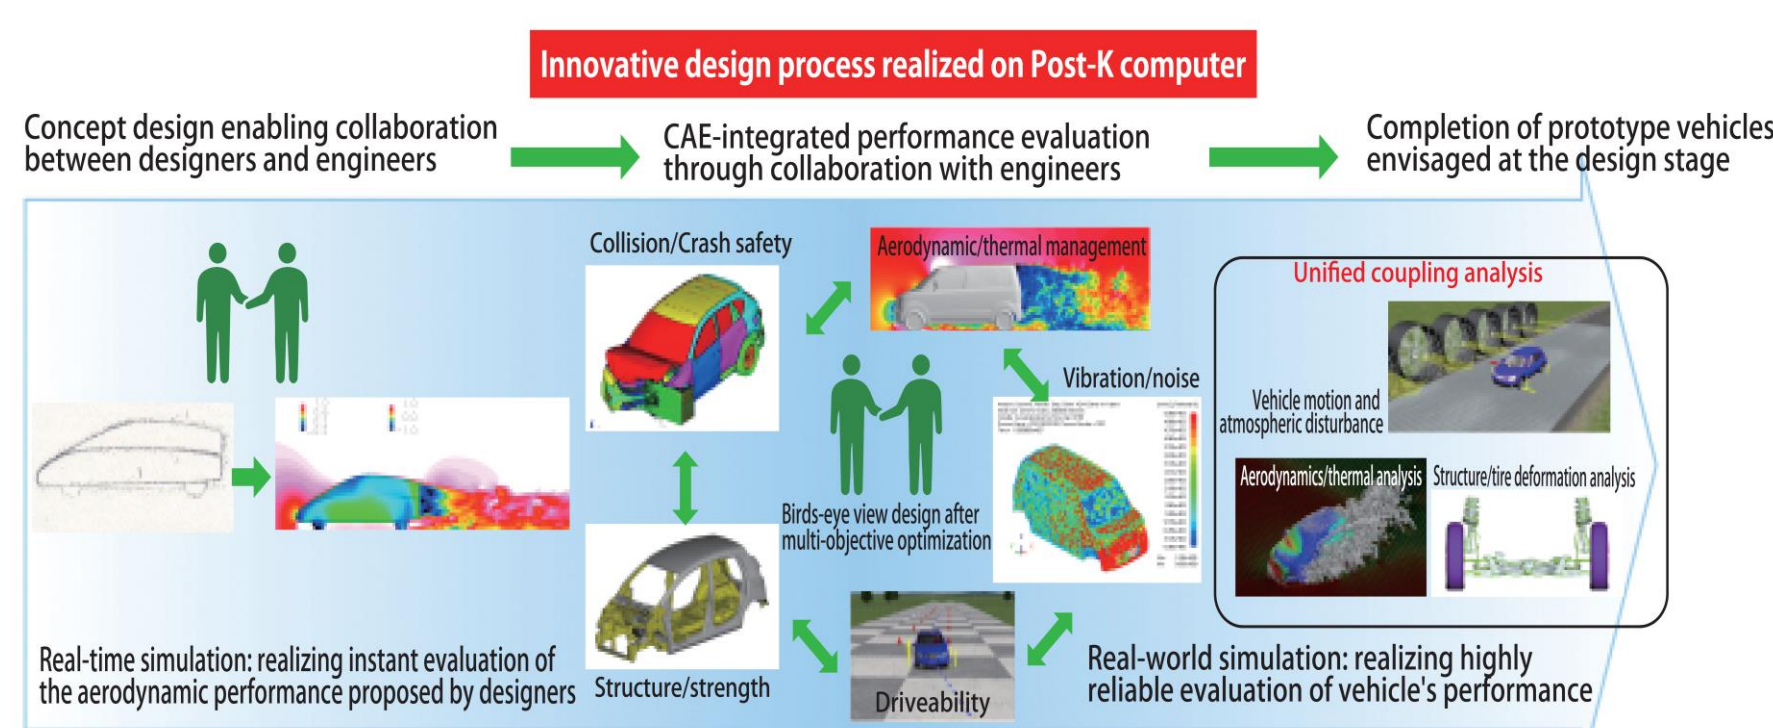 Innovative design process realized on Post-K computer
Concept design enabling collaboration
between designers and engineers
CAE-integrated performance evaluation
through collaboration with engineers
Completion of prototype vehicles
envisaged at the design stage
Collision/Crash safety
Aerodynamic/thermal management
Unified coupling analysis
Vibration/noise
Vehicle motion and
atmospheric disturbance
Aerodynamics/thermal analysis
Structure/tire deformation analysis
Birds-eye view design after
multi-objective optimization
Real-time simulation: realizing instant evaluation of
the aerodynamic performance proposed by designers
Structure/strength
Driveability
Real-world simulation: realizing highly
reliable evaluation of vehicle's performance